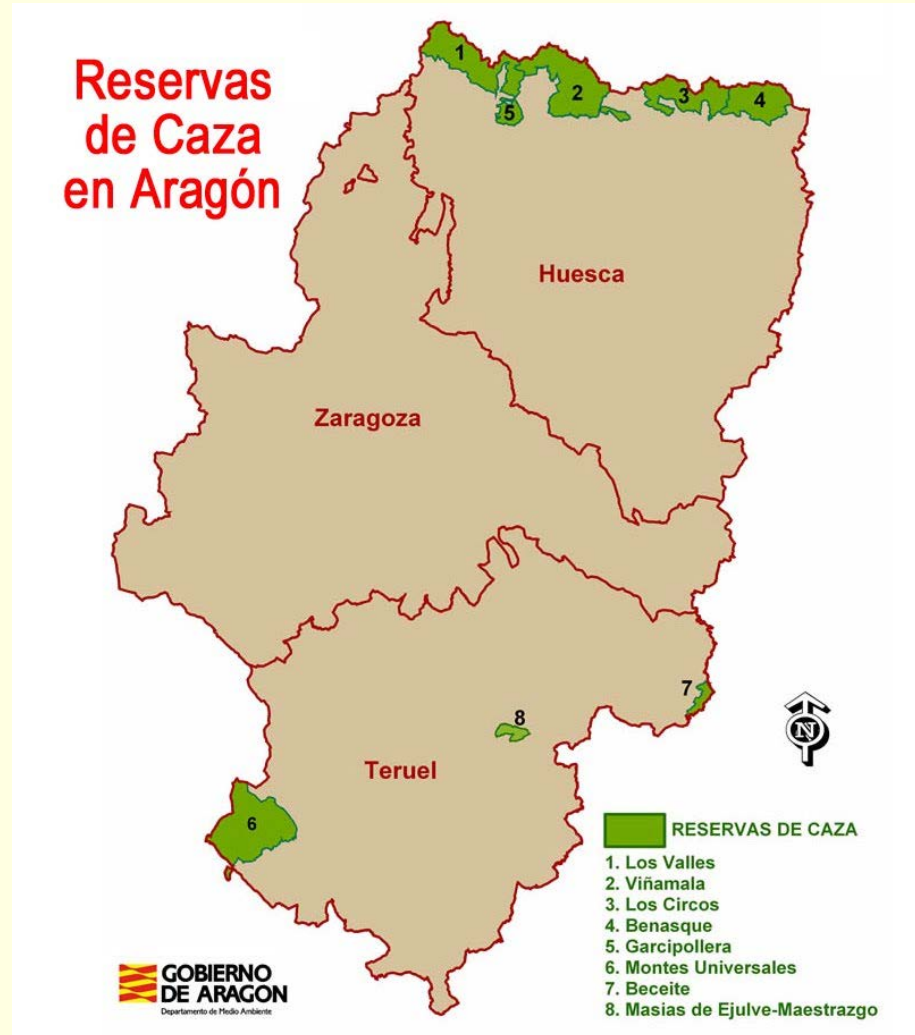 Reservas
de Caza
en Aragón
1
2
3
4
5
Huesca
Zaragoza
7
8
N
Teruel
6
RESERVAS DE CAZA
1. Los Valles
2. Viñamala
3. Los Circos
4. Benasque
5. Garcipollera
6. Montes Universales
7. Beceite
8. Masias de Ejulve-Maestrazgo
GOBIERNO
DE ARAGON
Departamento de Medio Ambiente